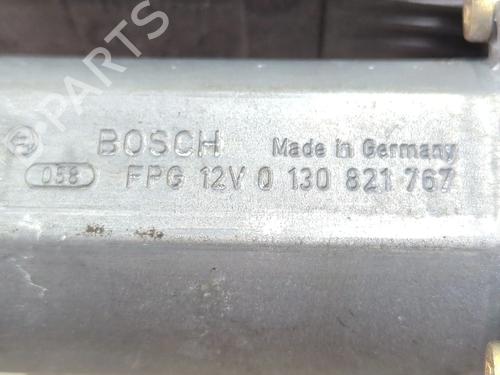 BOSCH Made in Germany
058 FPG 12V 0 130 821 767
B PARTS